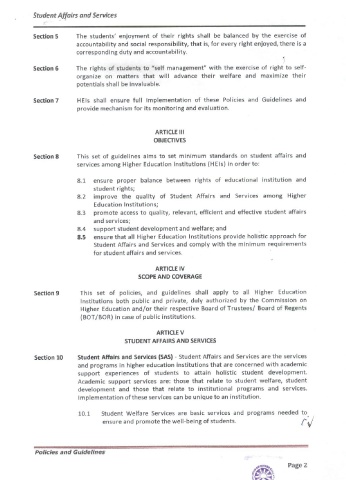 Student Affairs and Services
Section 5 The students' enjoyment of their rights shall be balanced by the exercise of
accountability and social responsibility, that is, for every right enjoyed, there is a
corresponding duty and accountability.
Section 6 The rights of students to "self management" with the exercise of right to self-
organize on matters that will advance their welfare and maximize their
potentials shall be invaluable.
Section 7 HEIs shall ensure full implementation of these Policies and Guidelines and
provide mechanism for its monitoring and evaluation.
ARTICLE III
OBJECTIVES
Section 8 This set of guidelines aims to set minimum standards on student affairs and
services among Higher Education Institutions (HEIs) in order to:
8.1 ensure proper balance between rights of educational institution and
student rights;
8.2 improve the quality of Student Affairs and Services among Higher
Education Institutions;
8.3 promote access to quality, relevant, efficient and effective student affairs
and services;
8.4 support student development and welfare; and
8.5 ensure that all Higher Education Institutions provide holistic approach for
Student Affairs and Services and comply with the minimum requirements
for student affairs and services.
ARTICLE IV
SCOPE AND COVERAGE
Section 9 This set of policies, and guidelines shall apply to all Higher Education
Institutions both public and private, duly authorized by the Commission on
Higher Education and/or their respective Board of Trustees/ Board of Regents
(BOT/BOR) in case of public institutions.
ARTICLE V
STUDENT AFFAIRS AND SERVICES
Section 10 Student Affairs and Services (SAS) - Student Affairs and Services are the services
and programs in higher education institutions that are concerned with academic
support experiences of students to attain holistic student development.
Academic support services are: those that relate to student welfare, student
development and those that relate to institutional programs and services.
Implementation of these services can be unique to an institution.
10.1 Student Welfare Services are basic services and programs needed to
ensure and promote the well-being of students.
Policies and Guidelines
Page 2